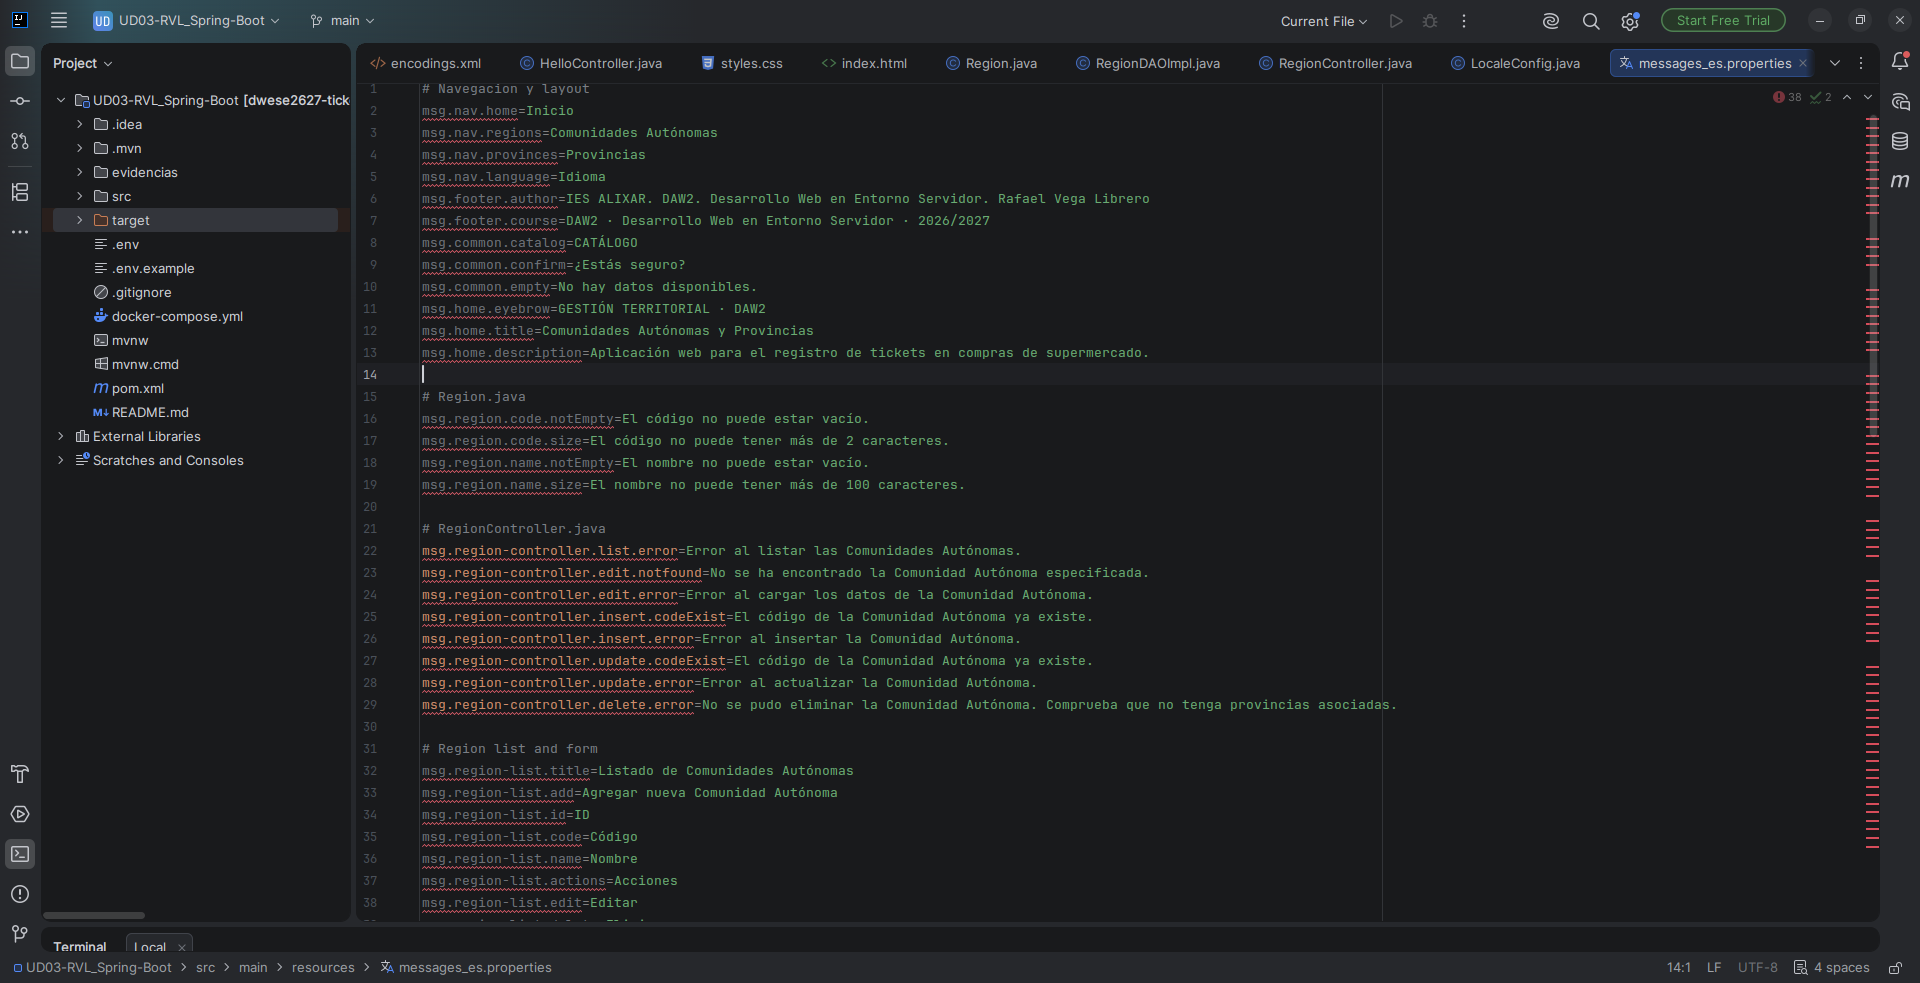 UD UD03-RVL_Spring-Boot main Current File Start Free Trial
Project
encodings.xml HelloController.java styles.css index.html Region.java RegionDAOImpl.java RegionController.java LocaleConfig.java messages_es.properties
UD03-RVL_Spring-Boot [dwese2627-tick
.idea
.mvn
evidencias
src
target
.env
.env.example
.gitignore
docker-compose.yml
mvnw
mvnw.cmd
pom.xml
README.md
External Libraries
Scratches and Consoles
38 2
1 # Navegacion y layout
2 msg.nav.home=Inicio
3 msg.nav.regions=Comunidades Autónomas
4 msg.nav.provinces=Provincias
5 msg.nav.language=Idioma
6 msg.footer.author=IES ALIXAR. DAW2. Desarrollo Web en Entorno Servidor. Rafael Vega Librero
7 msg.footer.course=DAW2 · Desarrollo Web en Entorno Servidor · 2026/2027
8 msg.common.catalog=CATÁLOGO
9 msg.common.confirm=¿Estás seguro?
10 msg.common.empty=No hay datos disponibles.
11 msg.home.eyebrow=GESTIÓN TERRITORIAL · DAW2
12 msg.home.title=Comunidades Autónomas y Provincias
13 msg.home.description=Aplicación web para el registro de tickets en compras de supermercado.
14
15 # Region.java
16 msg.region.code.notEmpty=El código no puede estar vacío.
17 msg.region.code.size=El código no puede tener más de 2 caracteres.
18 msg.region.name.notEmpty=El nombre no puede estar vacío.
19 msg.region.name.size=El nombre no puede tener más de 100 caracteres.
20
21 # RegionController.java
22 msg.region-controller.list.error=Error al listar las Comunidades Autónomas.
23 msg.region-controller.edit.notfound=No se ha encontrado la Comunidad Autónoma especificada.
24 msg.region-controller.edit.error=Error al cargar los datos de la Comunidad Autónoma.
25 msg.region-controller.insert.codeExist=El código de la Comunidad Autónoma ya existe.
26 msg.region-controller.insert.error=Error al insertar la Comunidad Autónoma.
27 msg.region-controller.update.codeExist=El código de la Comunidad Autónoma ya existe.
28 msg.region-controller.update.error=Error al actualizar la Comunidad Autónoma.
29 msg.region-controller.delete.error=No se pudo eliminar la Comunidad Autónoma. Comprueba que no tenga provincias asociadas.
30
31 # Region list and form
32 msg.region-list.title=Listado de Comunidades Autónomas
33 msg.region-list.add=Agregar nueva Comunidad Autónoma
34 msg.region-list.id=ID
35 msg.region-list.code=Código
36 msg.region-list.name=Nombre
37 msg.region-list.actions=Acciones
38 msg.region-list.edit=Editar
Terminal Local
UD03-RVL_Spring-Boot src main resources messages_es.properties 14:1 LF UTF-8 4 spaces